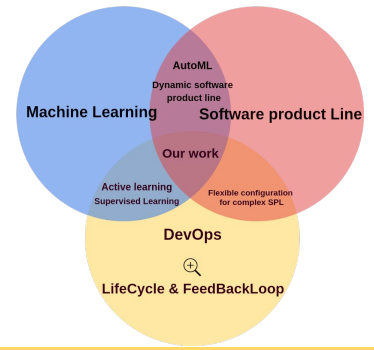 AutoML
Dynamic software
product line
Machine Learning
Software product Line
Our work
Active learning
Supervised Learning
Flexible configuration
for complex SPL
DevOps
LifeCycle & FeedBackLoop